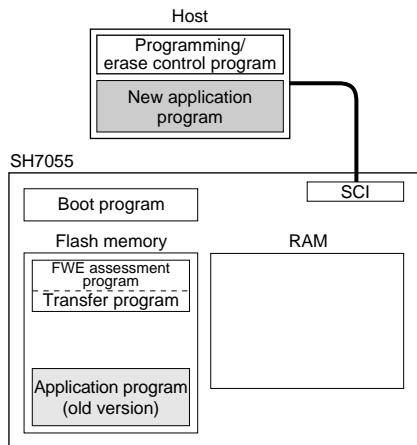 Host
Programming/
erase control program
New application
program
SH7055
SCI
Boot program
Flash memory
RAM
FWE assessment
program
Transfer program
Application program
(old version)